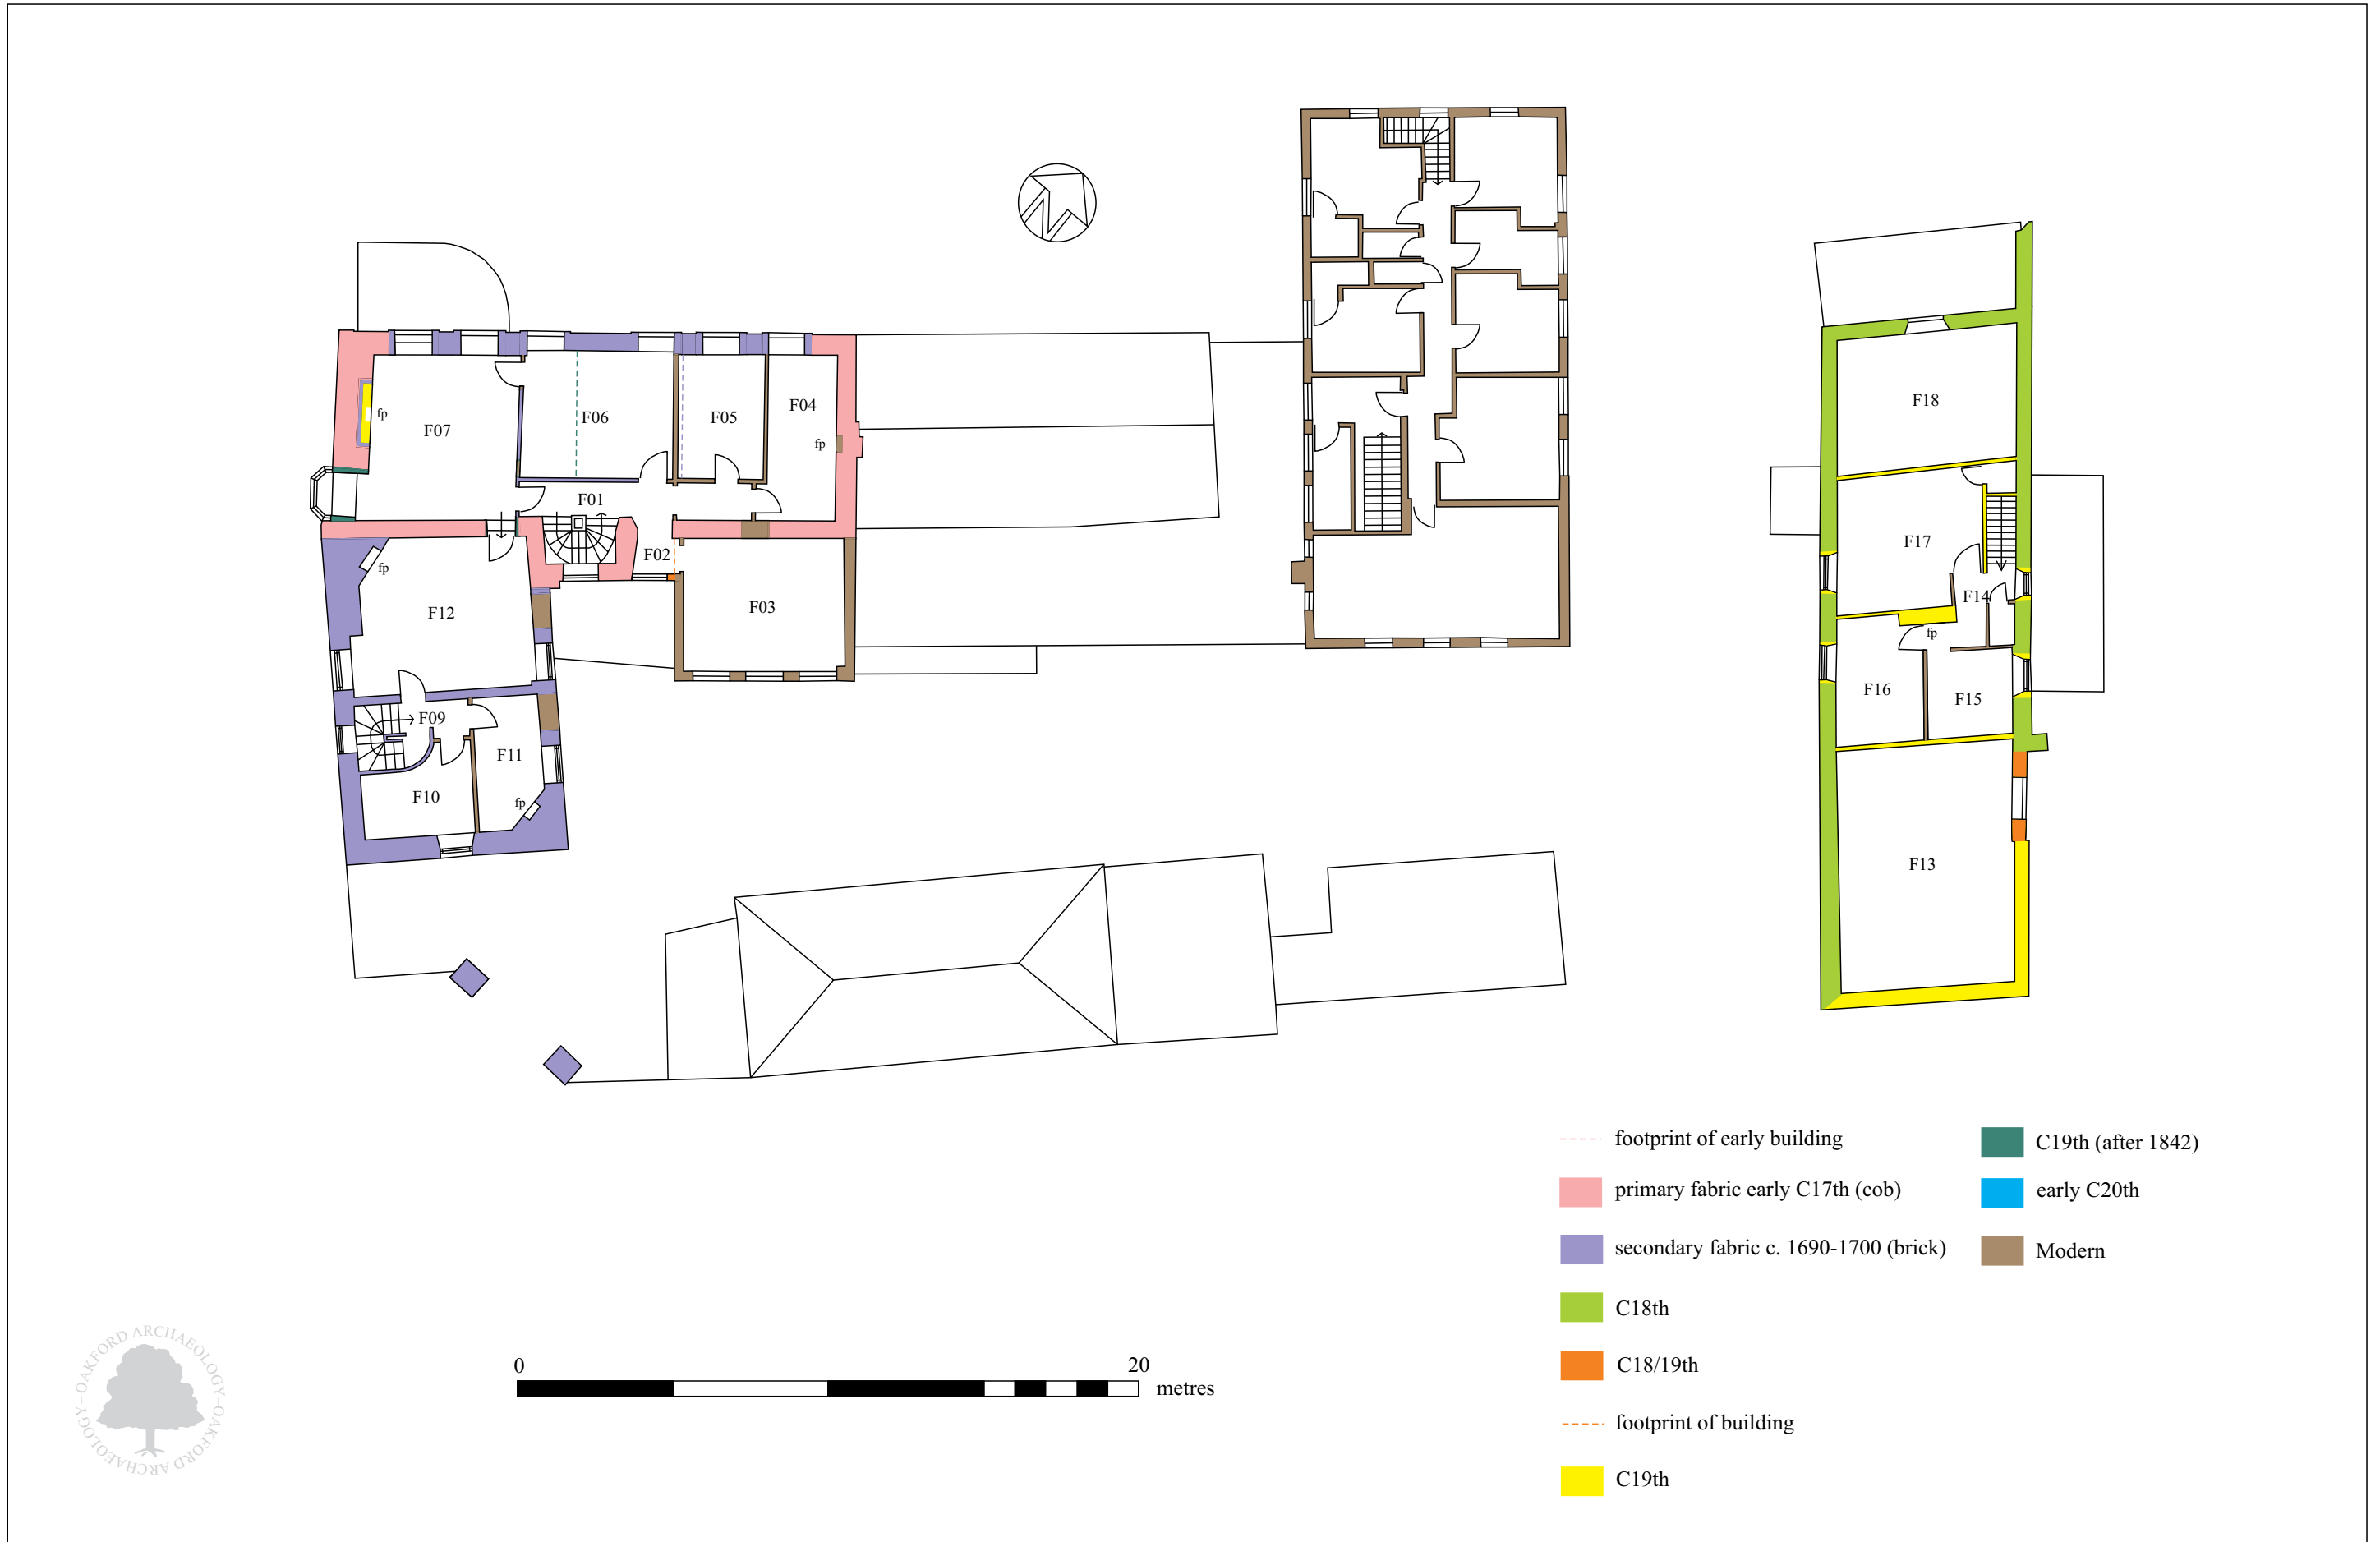 F07
fp
F06
F05
F04
fp
F01
F02
F03
fp
F12
F09
F11
F10
fp
F18
F17
F14
fp
F16
F15
F13
footprint of early building
primary fabric early C17th (cob)
secondary fabric c. 1690-1700 (brick)
C18th
C18/19th
footprint of building
C19th
C19th (after 1842)
early C20th
Modern
0 20
metres
OAKFORD ARCHAEOLOGY-OAKFORD ARCHAEOLOGY-